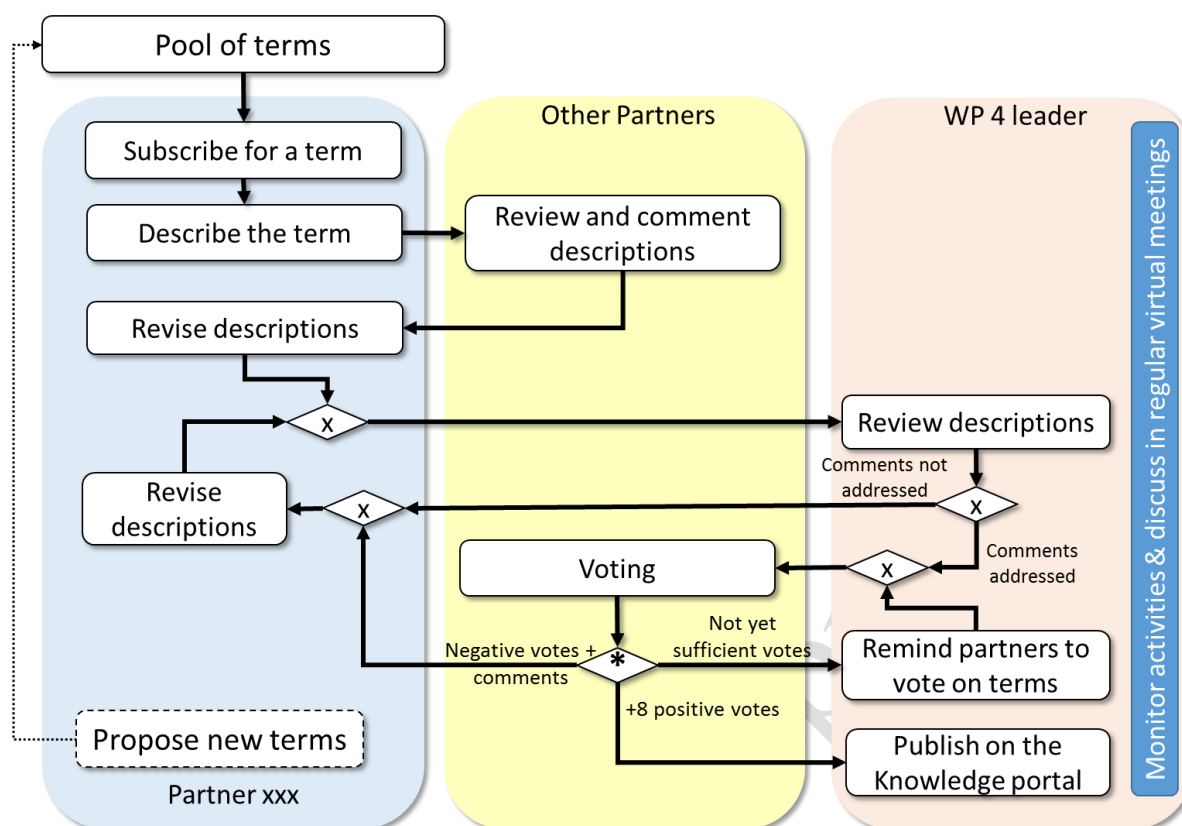 Pool of terms
Other Partners
WP 4 leader
Subscribe for a term
Describe the term
Review and comment
descriptions
Revise descriptions
x
Review descriptions
Comments not
addressed
Revise
descriptions
x
x
Comments
addressed
Voting
x
Not yet
sufficient votes
Negative votes +
comments
*
Remind partners to
vote on terms
+8 positive votes
Propose new terms
Publish on the
Knowledge portal
Partner xxx
Monitor activities & discuss in regular virtual meetings